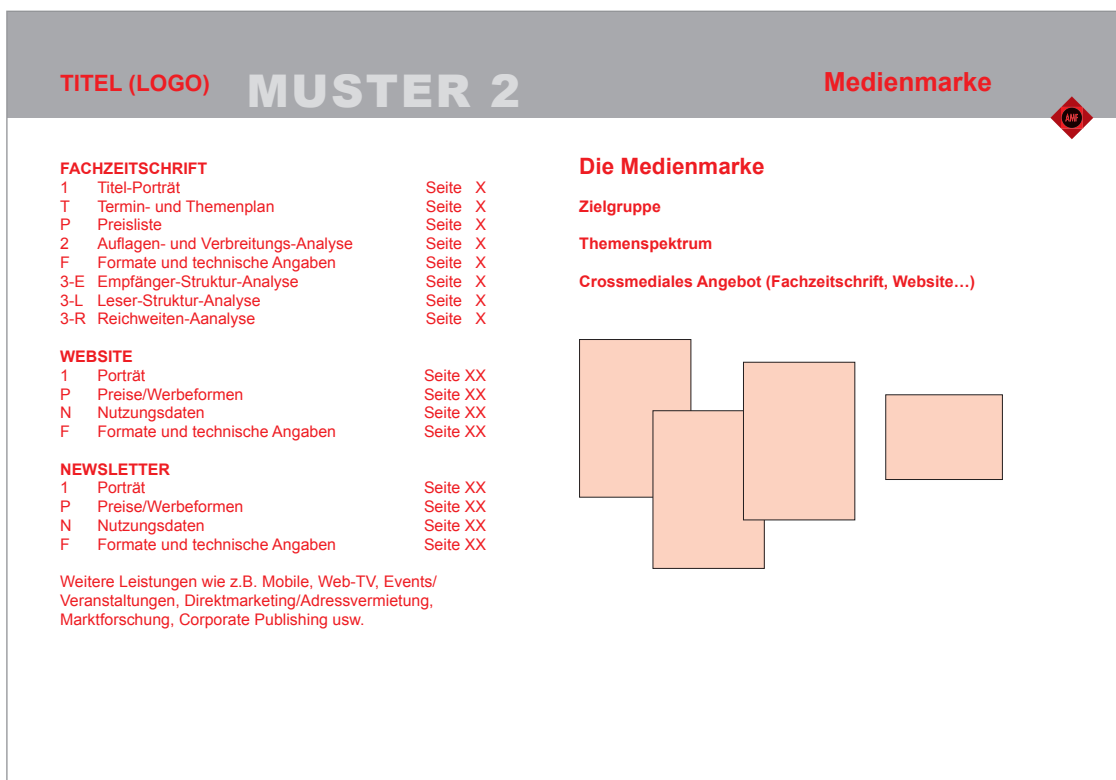 TITEL (LOGO) MUSTER 2 Medienmarke
AMF
FACHZEITSCHRIFT
1 Titel-Porträt Seite X
T Termin- und Themenplan Seite X
P Preisliste Seite X
2 Auflagen- und Verbreitungs-Analyse Seite X
F Formate und technische Angaben Seite X
3-E Empfänger-Struktur-Analyse Seite X
3-L Leser-Struktur-Analyse Seite X
3-R Reichweiten-Aanalyse Seite X
WEBSITE
1 Porträt Seite XX
P Preise/Werbeformen Seite XX
N Nutzungsdaten Seite XX
F Formate und technische Angaben Seite XX
NEWSLETTER
1 Porträt Seite XX
P Preise/Werbeformen Seite XX
N Nutzungsdaten Seite XX
F Formate und technische Angaben Seite XX
Weitere Leistungen wie z.B. Mobile, Web-TV, Events/
Veranstaltungen, Direktmarketing/Adressvermietung,
Marktforschung, Corporate Publishing usw.
Die Medienmarke
Zielgruppe
Themenspektrum
Crossmediales Angebot (Fachzeitschrift, Website…)